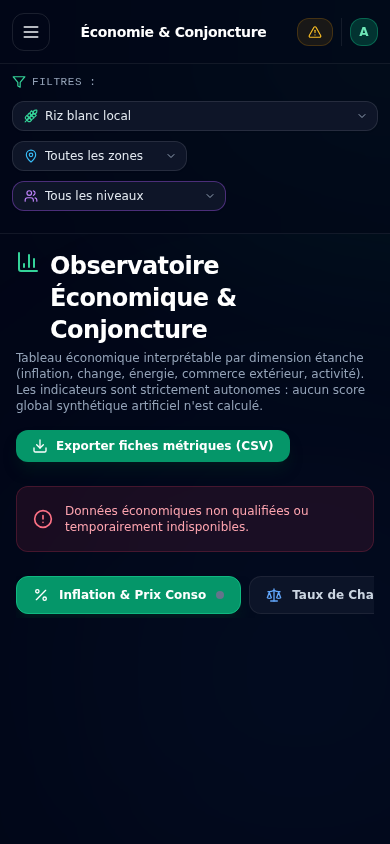 Économie & Conjoncture
A
FILTRES :
Riz blanc local
Toutes les zones
Tous les niveaux
Observatoire
Économique &
Conjoncture
Tableau économique interprétable par dimension étanche
(inflation, change, énergie, commerce extérieur, activité).
Les indicateurs sont strictement autonomes : aucun score
global synthétique artificiel n'est calculé.
Exporter fiches métriques (CSV)
Données économiques non qualifiées ou
temporairement indisponibles.
Inflation & Prix Conso
Taux de Cha